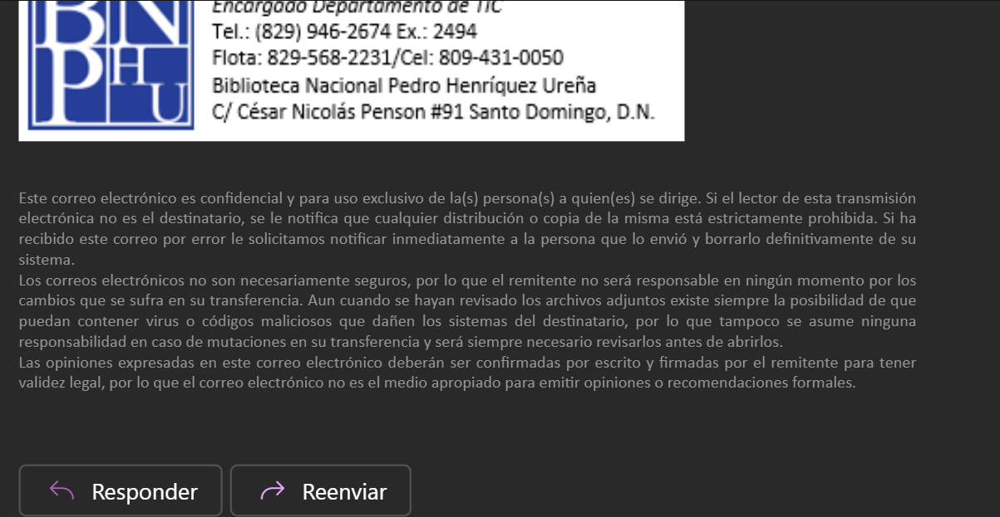 BN
PHU
Encargado Departamento de TIC
Tel.: (829) 946-2674 Ex.: 2494
Flota: 829-568-2231/Cel: 809-431-0050
Biblioteca Nacional Pedro Henríquez Ureña
C/ César Nicolás Penson #91 Santo Domingo, D.N.
Este correo electrónico es confidencial y para uso exclusivo de la(s) persona(s) a quien(es) se dirige. Si el lector de esta transmisión
electrónica no es el destinatario, se le notifica que cualquier distribución o copia de la misma está estrictamente prohibida. Si ha
recibido este correo por error le solicitamos notificar inmediatamente a la persona que lo envió y borrarlo definitivamente de su
sistema.
Los correos electrónicos no son necesariamente seguros, por lo que el remitente no será responsable en ningún momento por los
cambios que se sufra en su transferencia. Aun cuando se hayan revisado los archivos adjuntos existe siempre la posibilidad de que
puedan contener virus o códigos maliciosos que dañen los sistemas del destinatario, por lo que tampoco se asume ninguna
responsabilidad en caso de mutaciones en su transferencia y será siempre necesario revisarlos antes de abrirlos.
Las opiniones expresadas en este correo electrónico deberán ser confirmadas por escrito y firmadas por el remitente para tener
validez legal, por lo que el correo electrónico no es el medio apropiado para emitir opiniones o recomendaciones formales.
Responder Reenviar